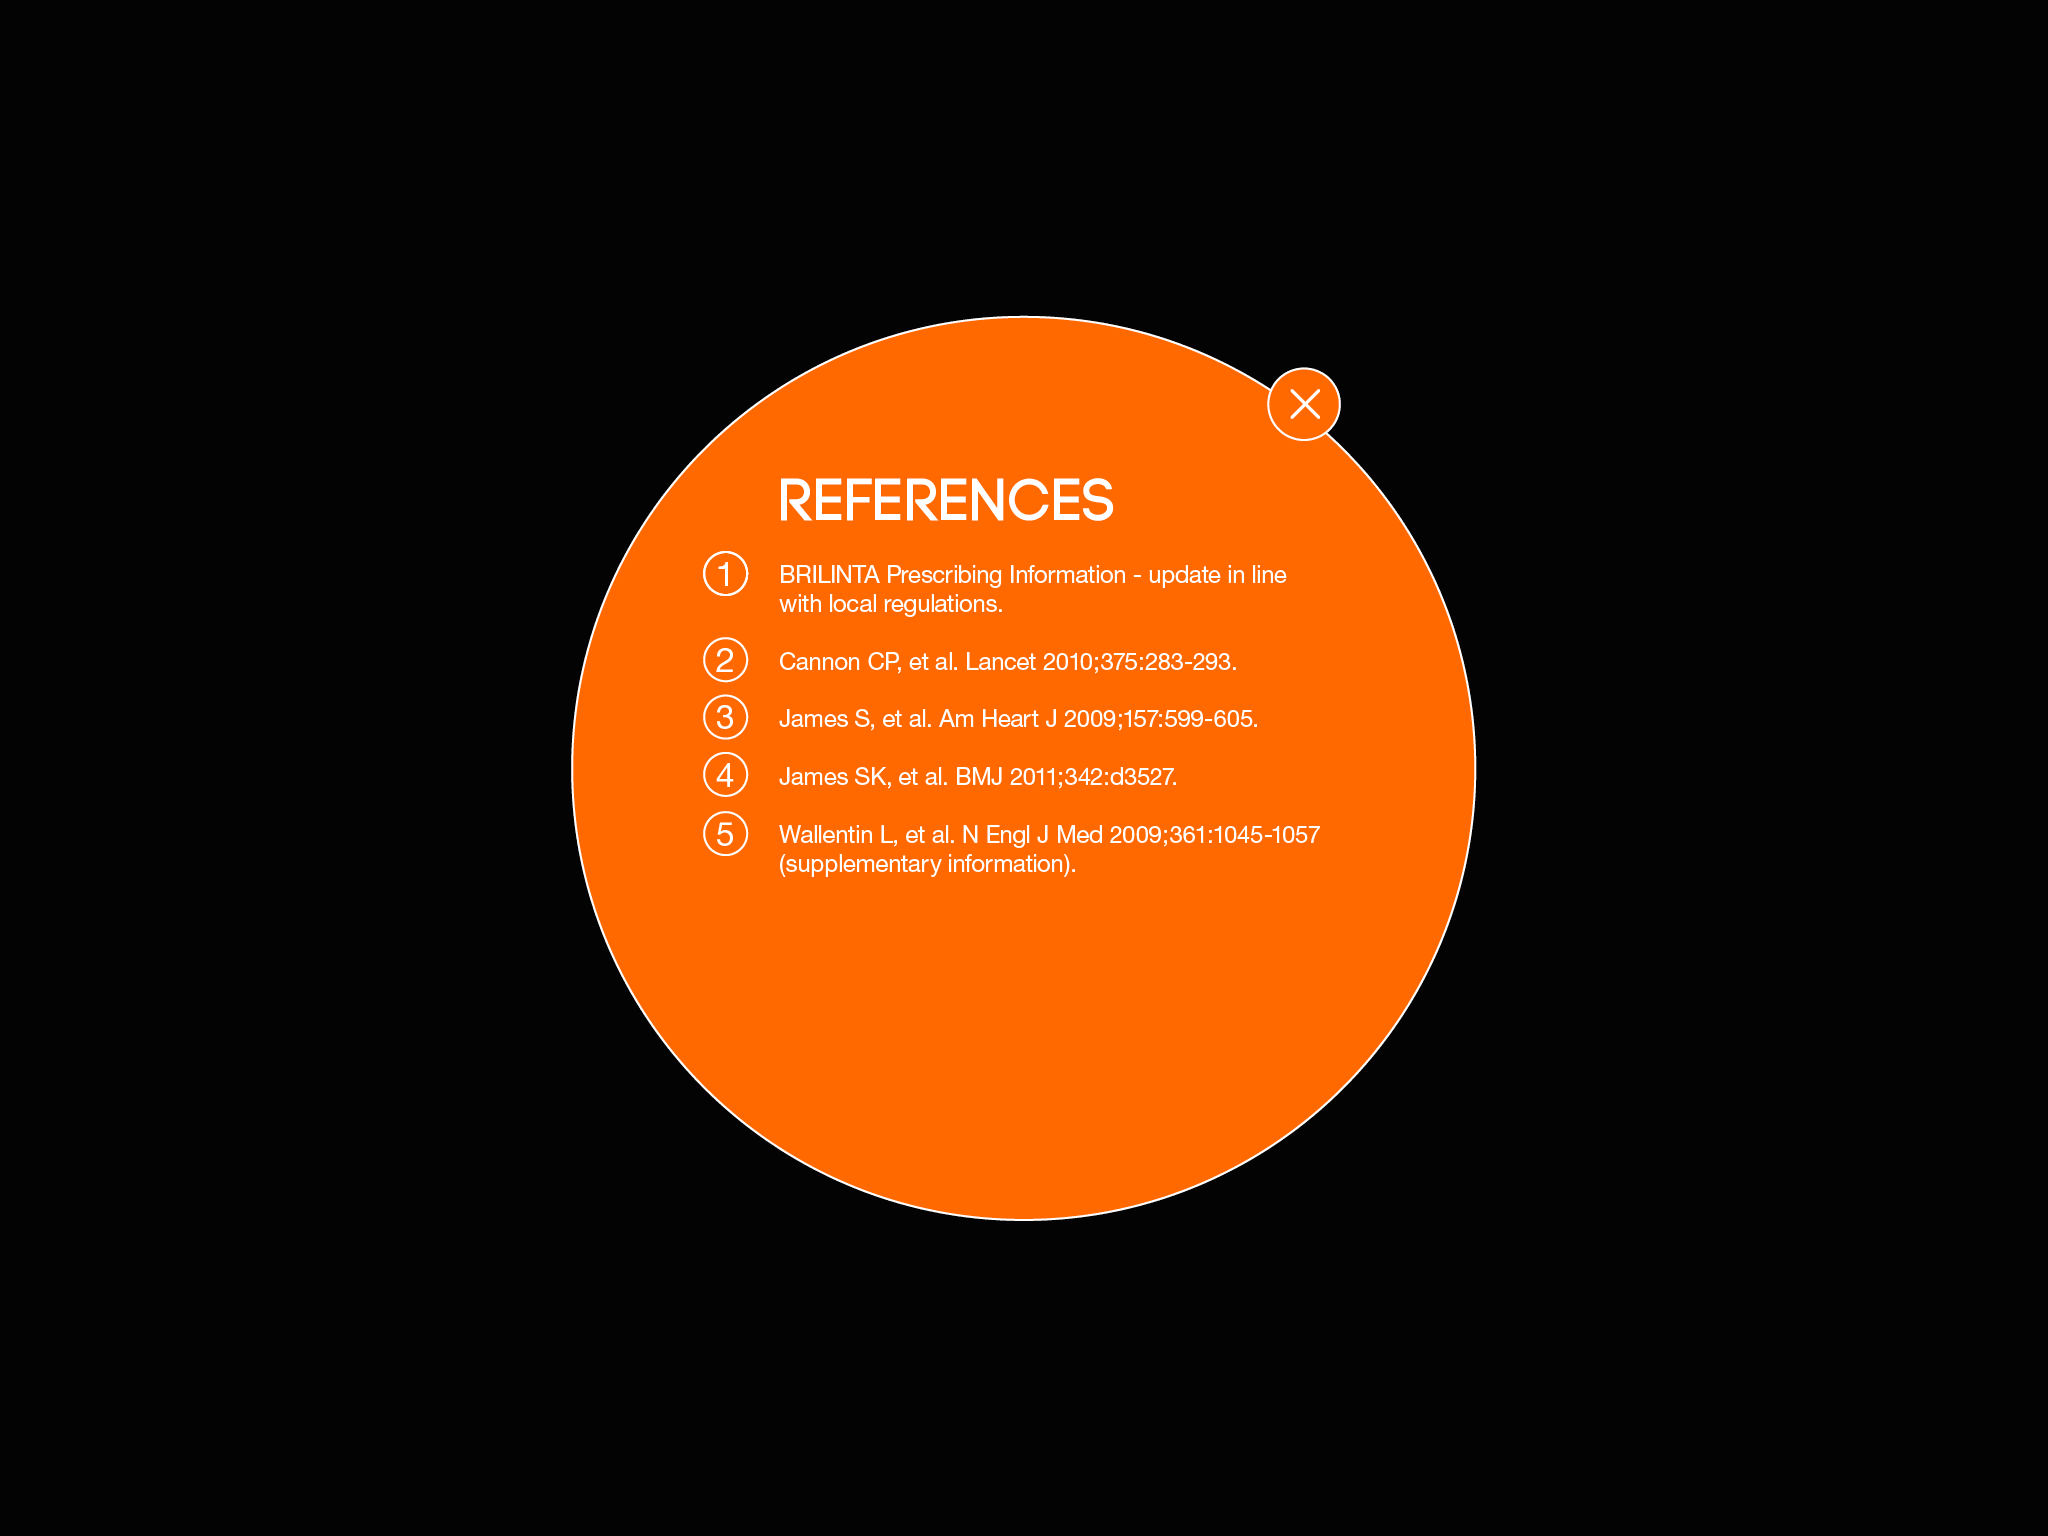 REFERENCES
1 BRILINTA Prescribing Information - update in line
with local regulations.
2 Cannon CP, et al. Lancet 2010;375:283-293.
3 James S, et al. Am Heart J 2009;157:599-605.
4 James SK, et al. BMJ 2011;342:d3527.
5 Wallentin L, et al. N Engl J Med 2009;361:1045-1057
(supplementary information).